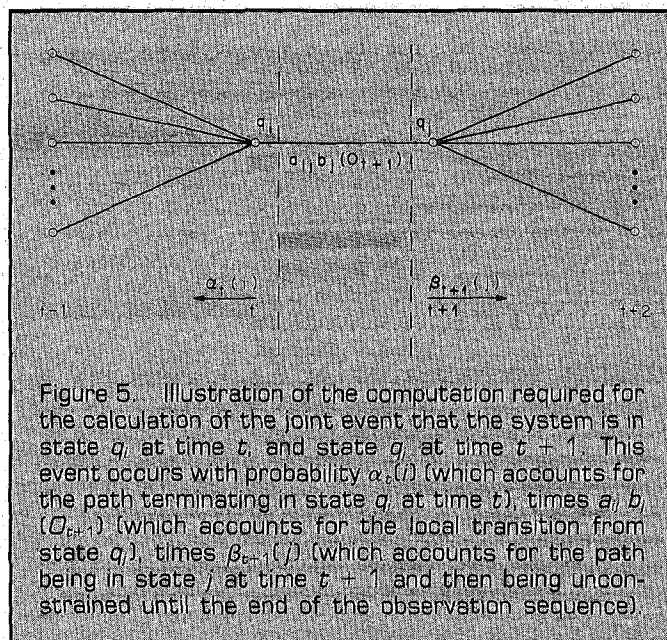 q_i q_j
a_ij b_j (O_t+1)
α_t (i) β_t+1 (j)
t-1 t t+1 t+2
Figure 5. Illustration of the computation required for
the calculation of the joint event that the system is in
state q_i at time t, and state q_j at time t + 1. This
event occurs with probability α_t(i) (which accounts for
the path terminating in state q_i at time t), times a_ij b_j
(O_t+1) (which accounts for the local transition from
state q_i), times β_t+1(j) (which accounts for the path
being in state j at time t + 1 and then being uncon-
strained until the end of the observation sequence).